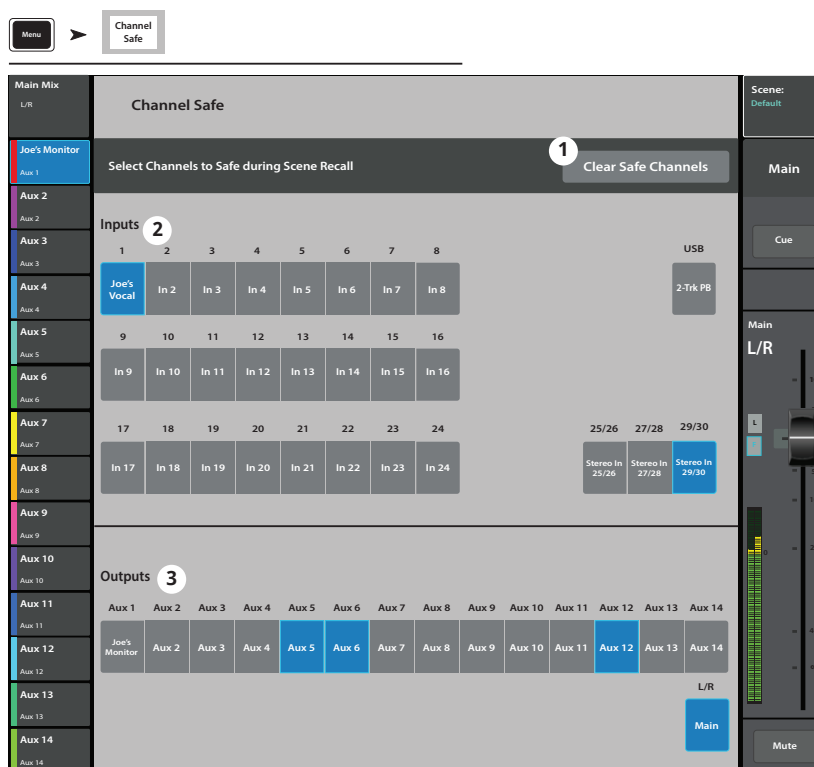 Menu
Channel
Safe
Main Mix
L/R
Channel Safe
Scene:
Default
Joe's Monitor
Aux 1
Select Channels to Safe during Scene Recall
1
Clear Safe Channels
Main
Aux 2
Aux 2
Inputs 2
Aux 3
Aux 3
1 2 3 4 5 6 7 8
USB
Cue
Joe's
Vocal
In 2 In 3 In 4 In 5 In 6 In 7 In 8
2-Trk PB
Aux 4
Aux 4
Aux 5
Aux 5
9 10 11 12 13 14 15 16
Main
L/R
In 9 In 10 In 11 In 12 In 13 In 14 In 15 In 16
Aux 6
Aux 6
Aux 7
Aux 7
17 18 19 20 21 22 23 24
25/26 27/28 29/30
L
In 17 In 18 In 19 In 20 In 21 In 22 In 23 In 24
Stereo In
25/26
Stereo In
27/28
Stereo In
29/30
Aux 8
Aux 8
Aux 9
Aux 9
Aux 10
Aux 10
Outputs 3
Aux 11
Aux 11
Aux 1 Aux 2 Aux 3 Aux 4 Aux 5 Aux 6 Aux 7 Aux 8 Aux 9 Aux 10 Aux 11 Aux 12 Aux 13 Aux 14
Joe's
Monitor
Aux 2 Aux 3 Aux 4 Aux 5 Aux 6 Aux 7 Aux 8 Aux 9 Aux 10 Aux 11 Aux 12 Aux 13 Aux 14
Aux 12
Aux 12
L/R
Main
Aux 13
Aux 13
Aux 14
Aux 14
Mute